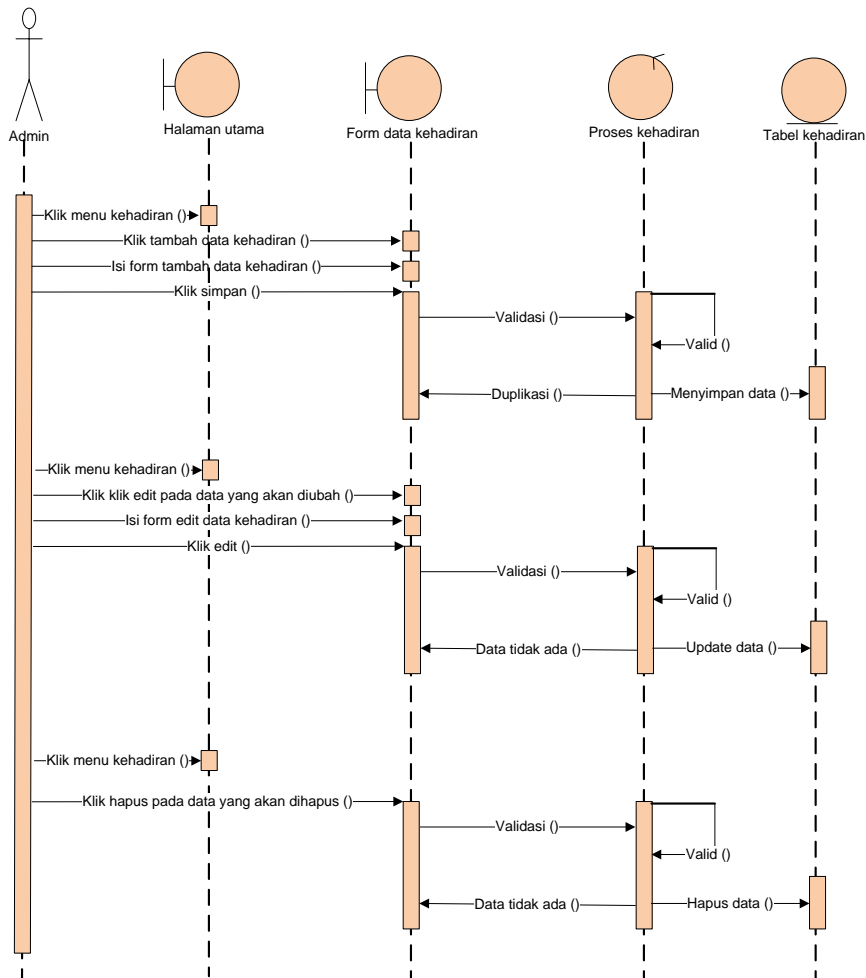 Admin
Halaman utama
Form data kehadiran
Proses kehadiran
Tabel kehadiran
Klik menu kehadiran ()
Klik tambah data kehadiran ()
Isi form tambah data kehadiran ()
Klik simpan ()
Validasi ()
Valid ()
Duplikasi ()
Menyimpan data ()
Klik menu kehadiran ()
Klik klik edit pada data yang akan diubah ()
Isi form edit data kehadiran ()
Klik edit ()
Validasi ()
Valid ()
Data tidak ada ()
Update data ()
Klik menu kehadiran ()
Klik hapus pada data yang akan dihapus ()
Validasi ()
Valid ()
Data tidak ada ()
Hapus data ()